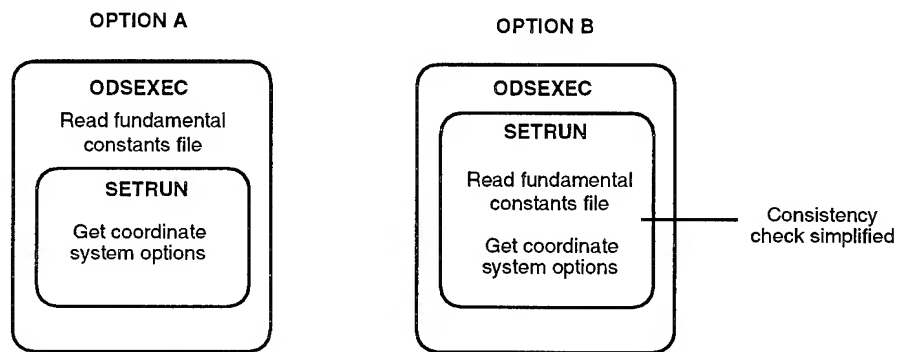 OPTION A
ODSEXEC
Read fundamental
constants file
SETRUN
Get coordinate
system options
OPTION B
ODSEXEC
SETRUN
Read fundamental
constants file
Get coordinate
system options
Consistency
check simplified